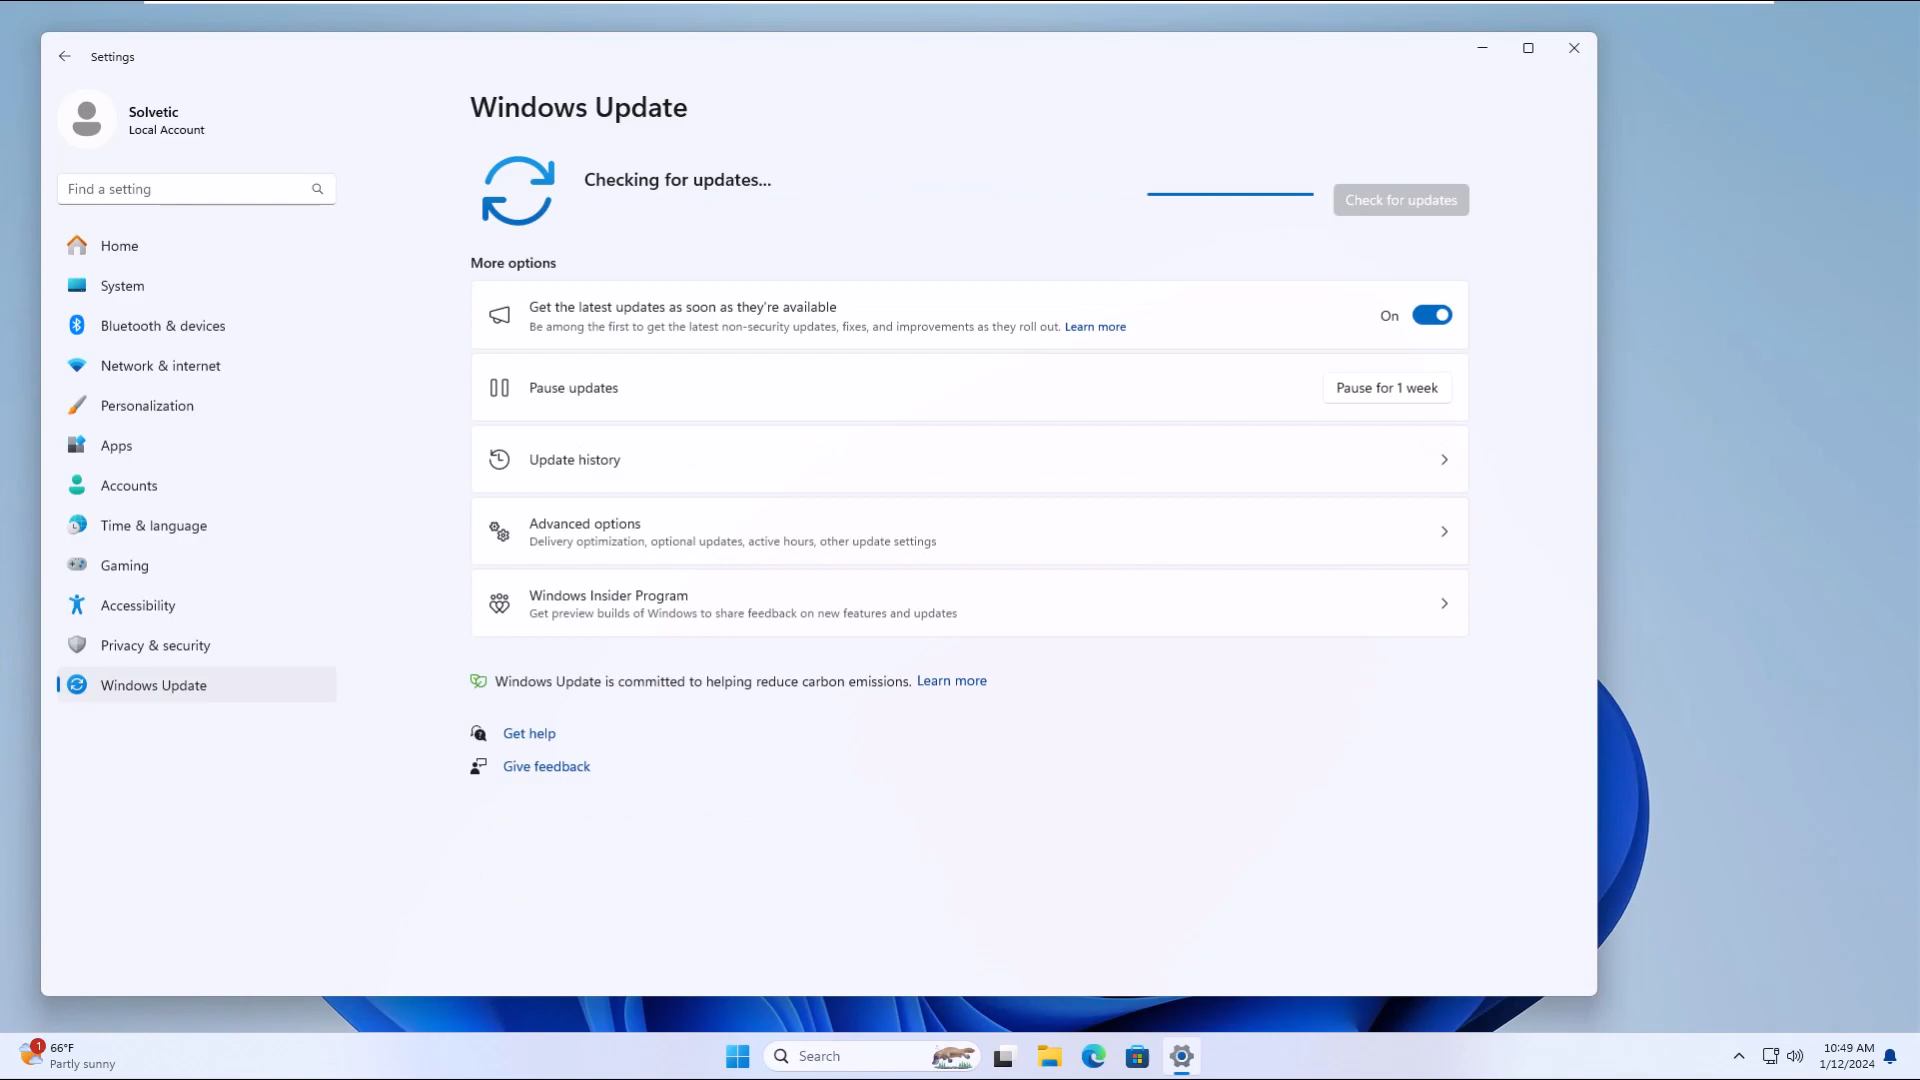 Settings
Solvetic
Local Account
Find a setting
Home
System
Bluetooth & devices
Network & internet
Personalization
Apps
Accounts
Time & language
Gaming
Accessibility
Privacy & security
Windows Update
Windows Update
Checking for updates...
Check for updates
More options
Get the latest updates as soon as they're available
Be among the first to get the latest non-security updates, fixes, and improvements as they roll out. Learn more
On
Pause updates
Pause for 1 week
Update history
Advanced options
Delivery optimization, optional updates, active hours, other update settings
Windows Insider Program
Get preview builds of Windows to share feedback on new features and updates
Windows Update is committed to helping reduce carbon emissions. Learn more
Get help
Give feedback
1
66°F
Partly sunny
Search
10:49 AM
1/12/2024